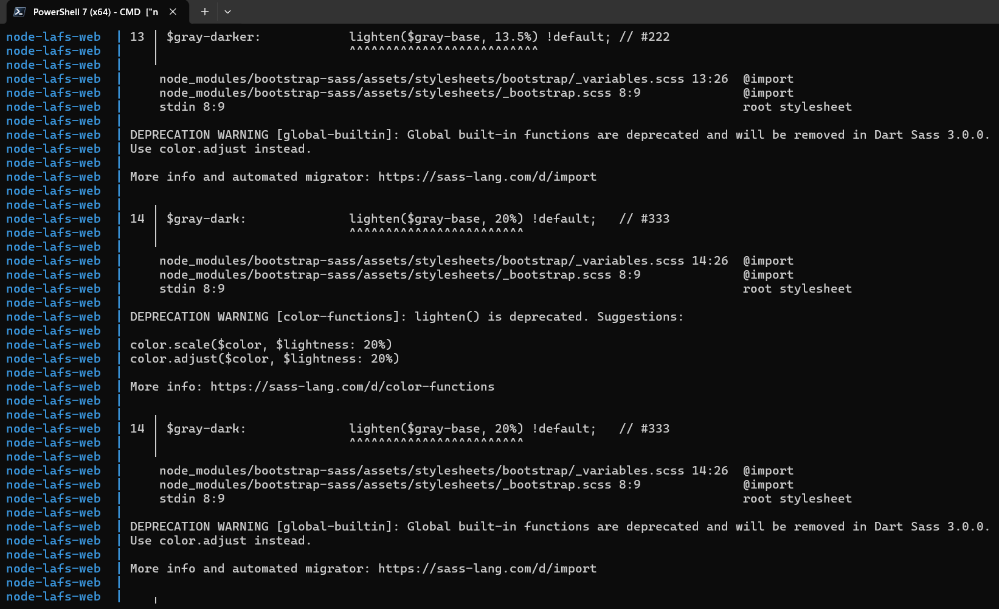 PowerShell 7 (x64) - CMD ["n
node-lafs-web | 13 | $gray-darker: lighten($gray-base, 13.5%) !default; // #222
node-lafs-web | | ^^^^^^^^^^^^^^^^^^^^^^^^^^
node-lafs-web | |
node-lafs-web | node_modules/bootstrap-sass/assets/stylesheets/bootstrap/_variables.scss 13:26 @import
node-lafs-web | node_modules/bootstrap-sass/assets/stylesheets/_bootstrap.scss 8:9 @import
node-lafs-web | stdin 8:9 root stylesheet
node-lafs-web |
node-lafs-web | DEPRECATION WARNING [global-builtin]: Global built-in functions are deprecated and will be removed in Dart Sass 3.0.0.
node-lafs-web | Use color.adjust instead.
node-lafs-web |
node-lafs-web | More info and automated migrator: https://sass-lang.com/d/import
node-lafs-web |
node-lafs-web | |
node-lafs-web | 14 | $gray-dark: lighten($gray-base, 20%) !default; // #333
node-lafs-web | | ^^^^^^^^^^^^^^^^^^^^^^^^
node-lafs-web | |
node-lafs-web | node_modules/bootstrap-sass/assets/stylesheets/bootstrap/_variables.scss 14:26 @import
node-lafs-web | node_modules/bootstrap-sass/assets/stylesheets/_bootstrap.scss 8:9 @import
node-lafs-web | stdin 8:9 root stylesheet
node-lafs-web |
node-lafs-web | DEPRECATION WARNING [color-functions]: lighten() is deprecated. Suggestions:
node-lafs-web |
node-lafs-web | color.scale($color, $lightness: 20%)
node-lafs-web | color.adjust($color, $lightness: 20%)
node-lafs-web |
node-lafs-web | More info: https://sass-lang.com/d/color-functions
node-lafs-web |
node-lafs-web | |
node-lafs-web | 14 | $gray-dark: lighten($gray-base, 20%) !default; // #333
node-lafs-web | | ^^^^^^^^^^^^^^^^^^^^^^^^
node-lafs-web | |
node-lafs-web | node_modules/bootstrap-sass/assets/stylesheets/bootstrap/_variables.scss 14:26 @import
node-lafs-web | node_modules/bootstrap-sass/assets/stylesheets/_bootstrap.scss 8:9 @import
node-lafs-web | stdin 8:9 root stylesheet
node-lafs-web |
node-lafs-web | DEPRECATION WARNING [global-builtin]: Global built-in functions are deprecated and will be removed in Dart Sass 3.0.0.
node-lafs-web | Use color.adjust instead.
node-lafs-web |
node-lafs-web | More info and automated migrator: https://sass-lang.com/d/import
node-lafs-web |
node-lafs-web | |